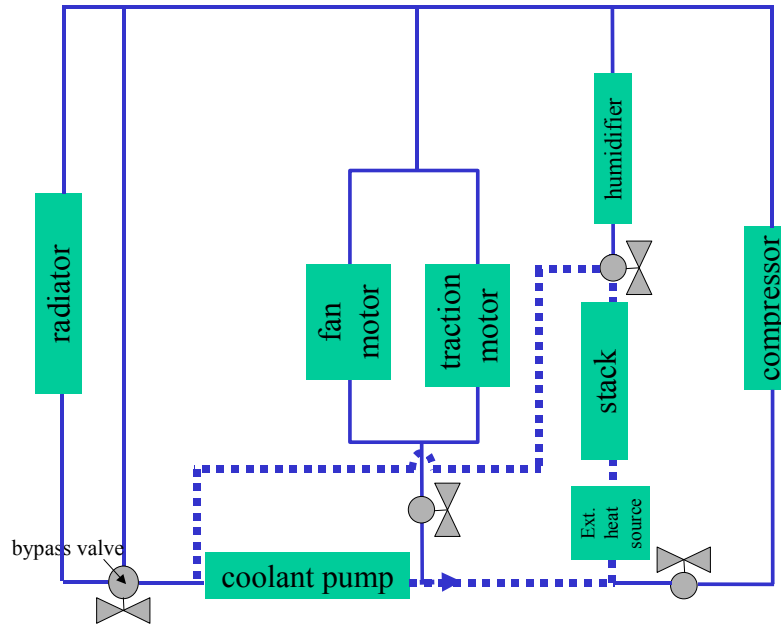 humidifier
radiator
fan
motor
traction
motor
compressor
stack
Ext.
heat
source
bypass valve
coolant pump